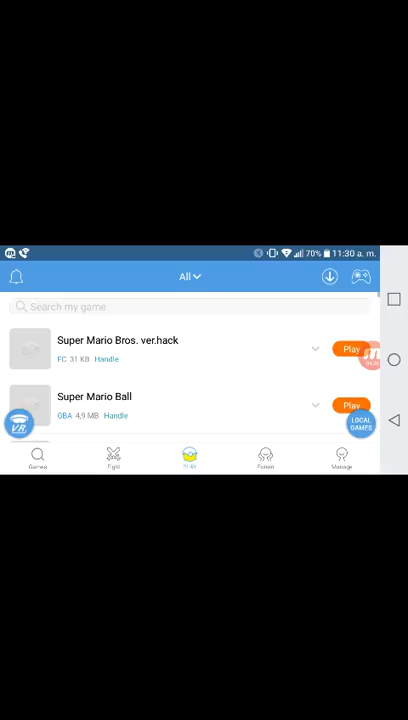 70% 11:30 a. m.
All
Search my game
Super Mario Bros. ver.hack
FC 31 KB Handle
Play
Super Mario Ball
GBA 4,9 MB Handle
Play
VR
LOCAL
GAMES
Games
Fight
PLAY
Forum
Manage